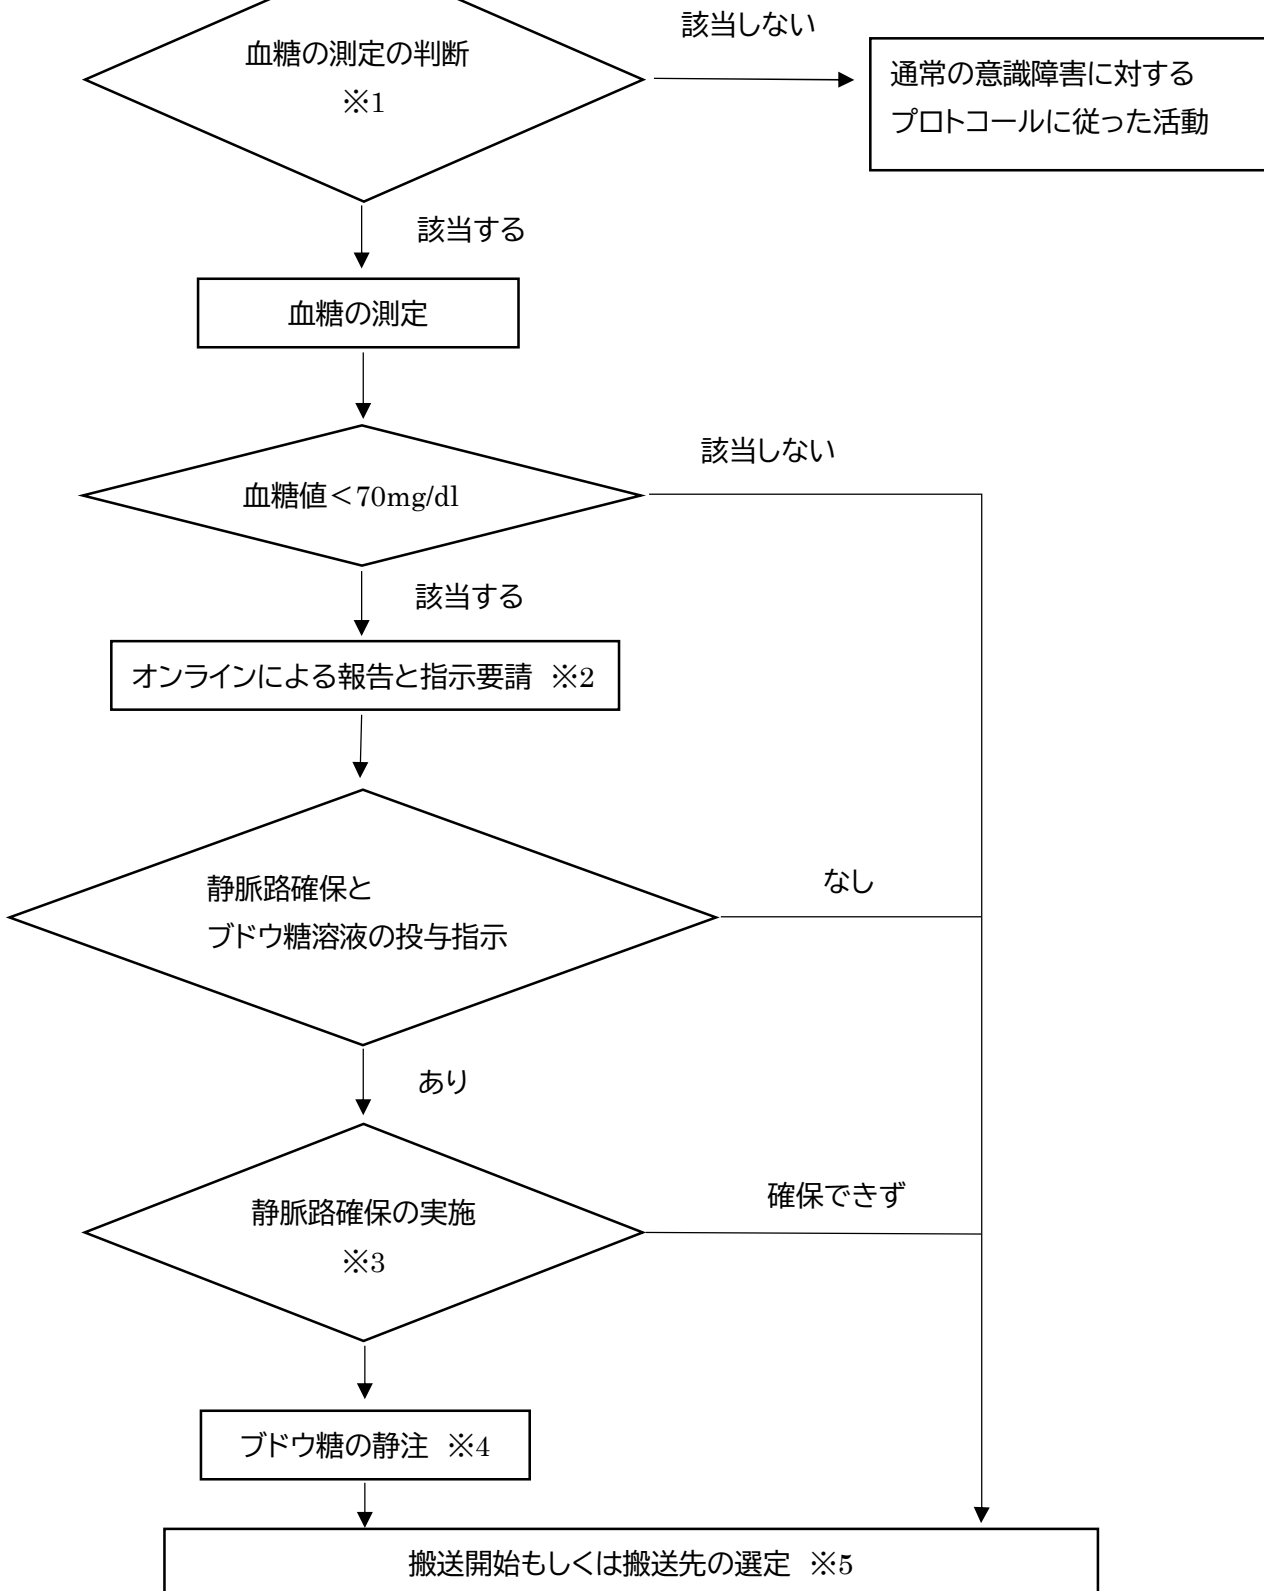 該当しない
血糖の測定の判断
※1
通常の意識障害に対する
プロトコールに従った活動
該当する
血糖の測定
該当しない
血糖値＜70mg/dl
該当する
オンラインによる報告と指示要請 ※2
静脈路確保と
ブドウ糖溶液の投与指示
なし
あり
静脈路確保の実施
※3
確保できず
ブドウ糖の静注 ※4
搬送開始もしくは搬送先の選定 ※5